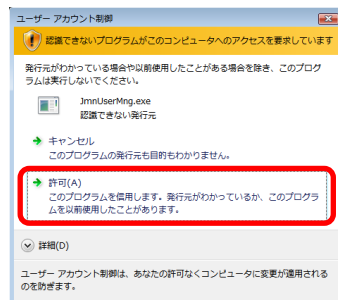 ユーザー アカウント制御
認識できないプログラムがこのコンピュータへのアクセスを要求しています
発行元がわかっている場合や以前使用したことがある場合を除き、このプログ
ラムは実行しないでください。
JmnUserMng.exe
認識できない発行元
キャンセル
このプログラムの発行元も目的もわかりません。
許可(A)
このプログラムを信用します。発行元がわかっているか、このプログラ
ムを以前使用したことがあります。
詳細(D)
ユーザー アカウント制御は、あなたの許可なくコンピュータに変更が適用される
のを防ぎます。